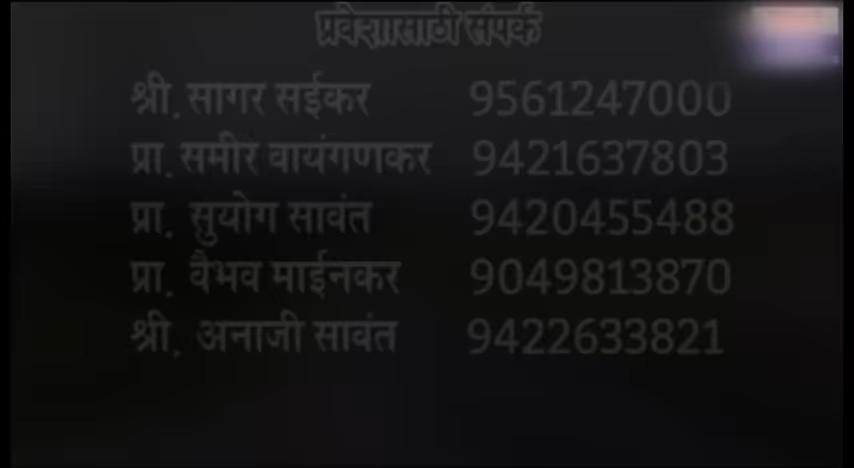 प्रवेशासाठी संपर्क
श्री. सागर सईकर 9561247000
प्रा. समीर वायंगणकर 9421637803
प्रा. सुयोग सावंत 9420455488
प्रा. वैभव माईनकर 9049813870
श्री. अनाजी सावंत 9422633821